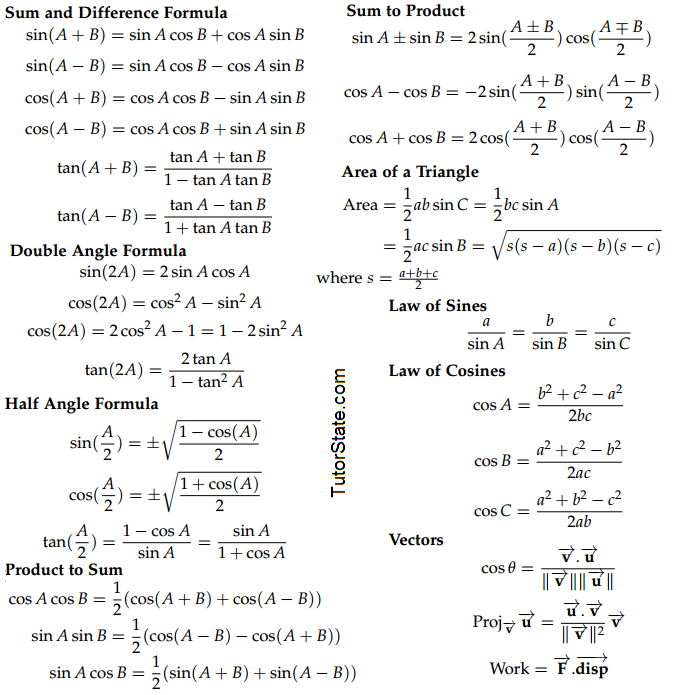 Sum and Difference Formula
sin(A + B) = sin A cos B + cos A sin B
sin(A − B) = sin A cos B − cos A sin B
cos(A + B) = cos A cos B − sin A sin B
cos(A − B) = cos A cos B + sin A sin B
tan(A + B) = (tan A + tan B)/(1 − tan A tan B)
tan(A − B) = (tan A − tan B)/(1 + tan A tan B)
Double Angle Formula
sin(2A) = 2 sin A cos A
cos(2A) = cos² A − sin² A
cos(2A) = 2 cos² A − 1 = 1 − 2 sin² A
tan(2A) = (2 tan A)/(1 − tan² A)
Half Angle Formula
sin(A/2) = ±√((1 − cos(A))/2)
cos(A/2) = ±√((1 + cos(A))/2)
tan(A/2) = (1 − cos A)/(sin A) = (sin A)/(1 + cos A)
Product to Sum
cos A cos B = 1/2(cos(A + B) + cos(A − B))
sin A sin B = 1/2(cos(A − B) − cos(A + B))
sin A cos B = 1/2(sin(A + B) + sin(A − B))
TutorState.com
Sum to Product
sin A ± sin B = 2 sin((A ± B)/2) cos((A ∓ B)/2)
cos A − cos B = −2 sin((A + B)/2) sin((A − B)/2)
cos A + cos B = 2 cos((A + B)/2) cos((A − B)/2)
Area of a Triangle
Area = 1/2 ab sin C = 1/2 bc sin A
= 1/2 ac sin B = √(s(s − a)(s − b)(s − c))
where s = (a+b+c)/2
Law of Sines
a/(sin A) = b/(sin B) = c/(sin C)
Law of Cosines
cos A = (b² + c² − a²)/(2bc)
cos B = (a² + c² − b²)/(2ac)
cos C = (a² + b² − c²)/(2ab)
Vectors
cos θ = (v⃗ . u⃗)/(‖v⃗‖‖u⃗‖)
Proj_v⃗ u⃗ = (u⃗ . v⃗)/(‖v⃗‖²) v⃗
Work = F⃗ .disp⃗